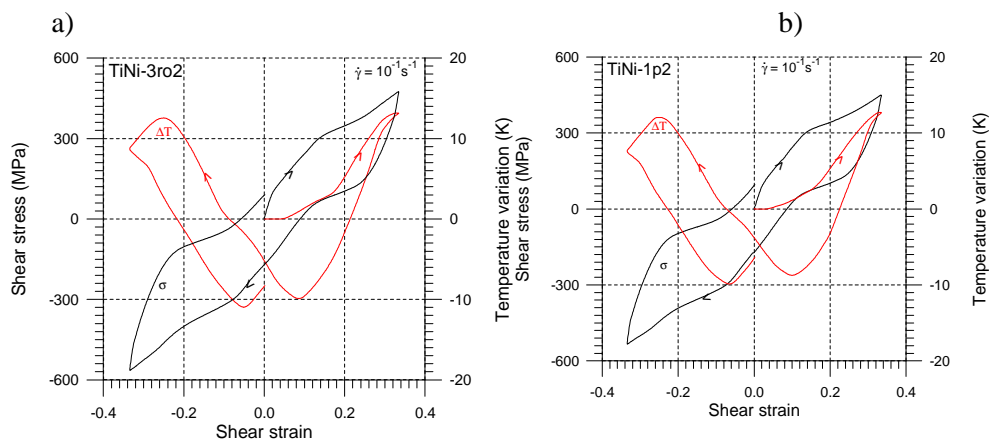 a)
b)
TiNi-3ro2
γ̇ = 10⁻¹s⁻¹
600
300
0
-300
-600
20
10
0
-10
-20
-0.4
-0.2
0.0
0.2
0.4
Shear strain
Shear stress (MPa)
Temperature variation (K)
ΔT
σ
TiNi-1p2
γ̇ = 10⁻¹s⁻¹
600
300
0
-300
-600
20
10
0
-10
-20
-0.4
-0.2
0.0
0.2
0.4
Shear strain
Shear stress (MPa)
Temperature variation (K)
ΔT
σ